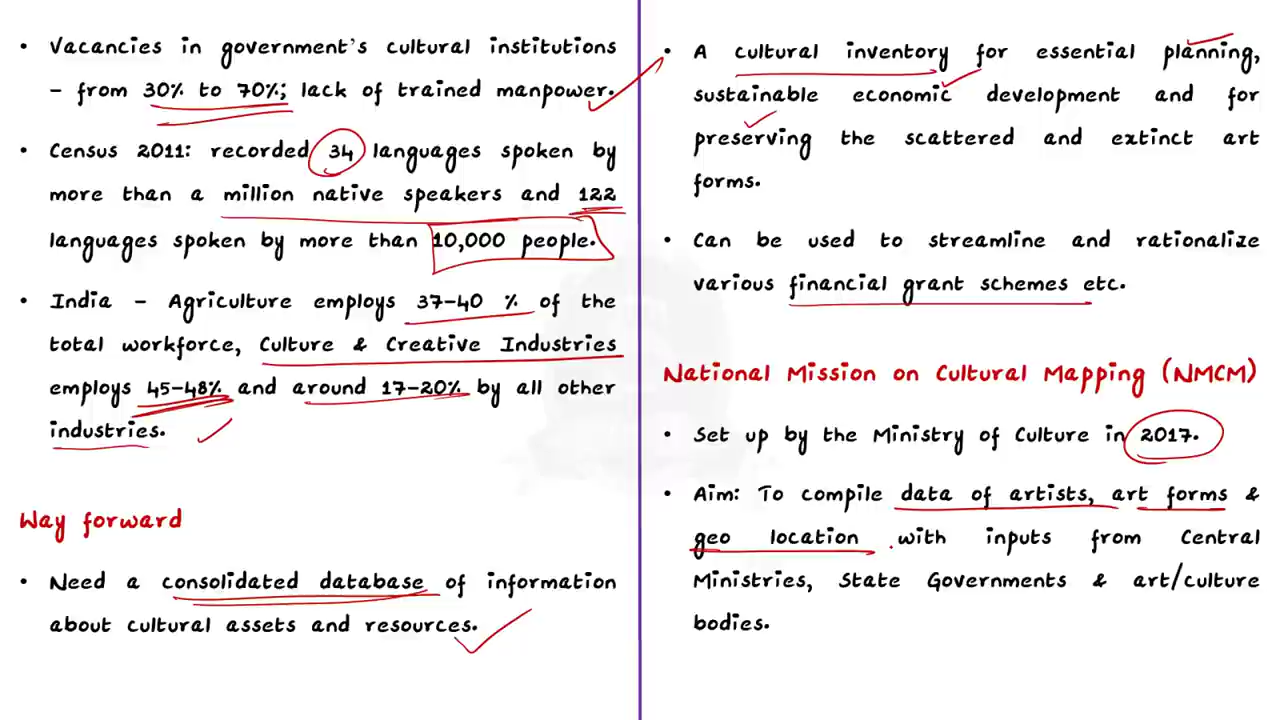 • Vacancies in government's cultural institutions
– from 30% to 70%; lack of trained manpower.
• Census 2011: recorded 34 languages spoken by
more than a million native speakers and 122
languages spoken by more than 10,000 people.
• India – Agriculture employs 37-40 % of the
total workforce, Culture & Creative Industries
employs 45-48% and around 17-20% by all other
industries.
Way forward
• Need a consolidated database of information
about cultural assets and resources.
• A cultural inventory for essential planning,
sustainable economic development and for
preserving the scattered and extinct art
forms.
• Can be used to streamline and rationalize
various financial grant schemes etc.
National Mission on Cultural Mapping (NMCM)
• Set up by the Ministry of Culture in 2017.
• Aim: To compile data of artists, art forms &
geo location with inputs from Central
Ministries, State Governments & art/culture
bodies.